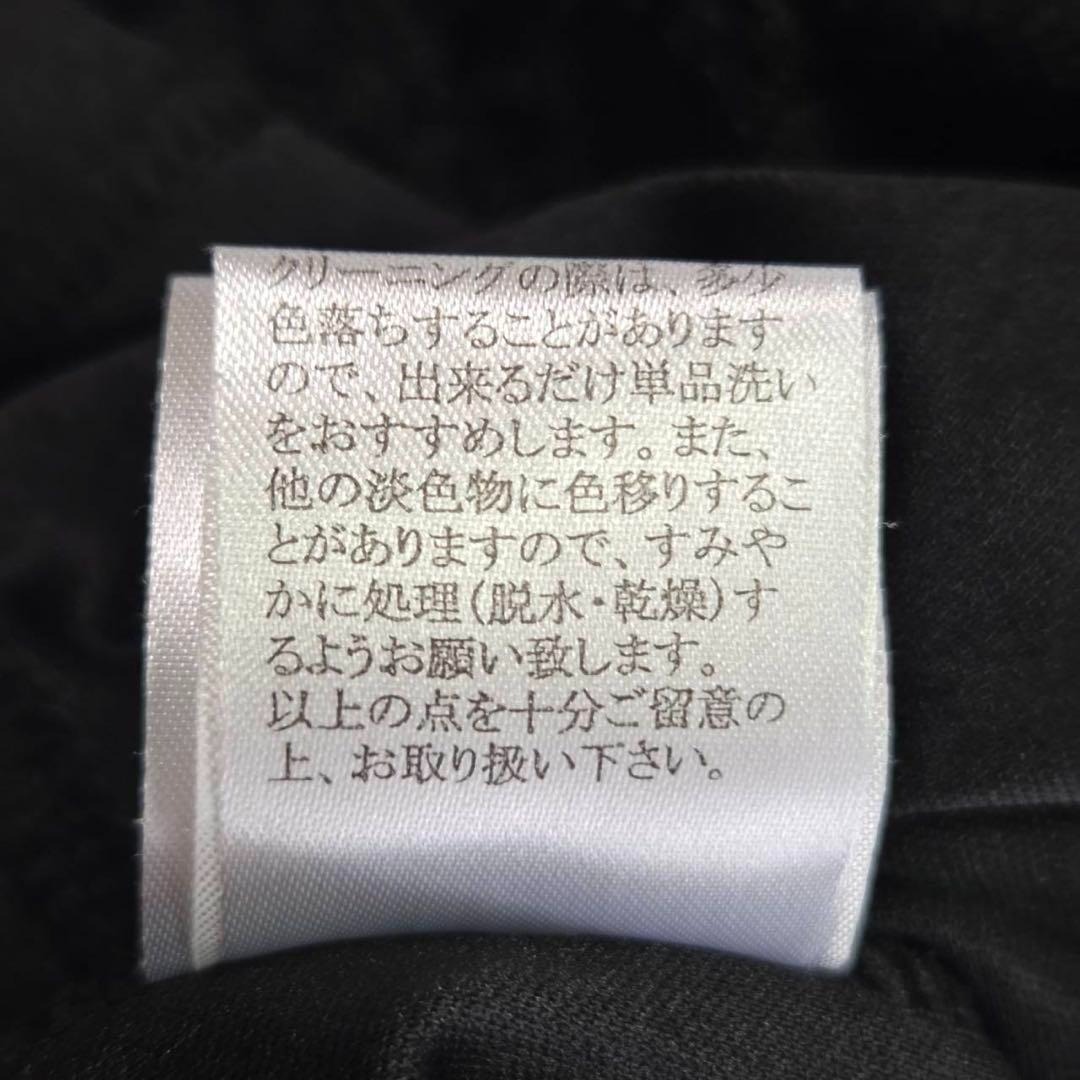 クリーニングの際は、多少
色落ちすることがあります
ので、出来るだけ単品洗い
をおすすめします。また、
他の淡色物に色移りするこ
とがありますので、すみや
かに処理(脱水・乾燥)す
るようお願い致します。
以上の点を十分ご留意の
上、お取り扱い下さい。